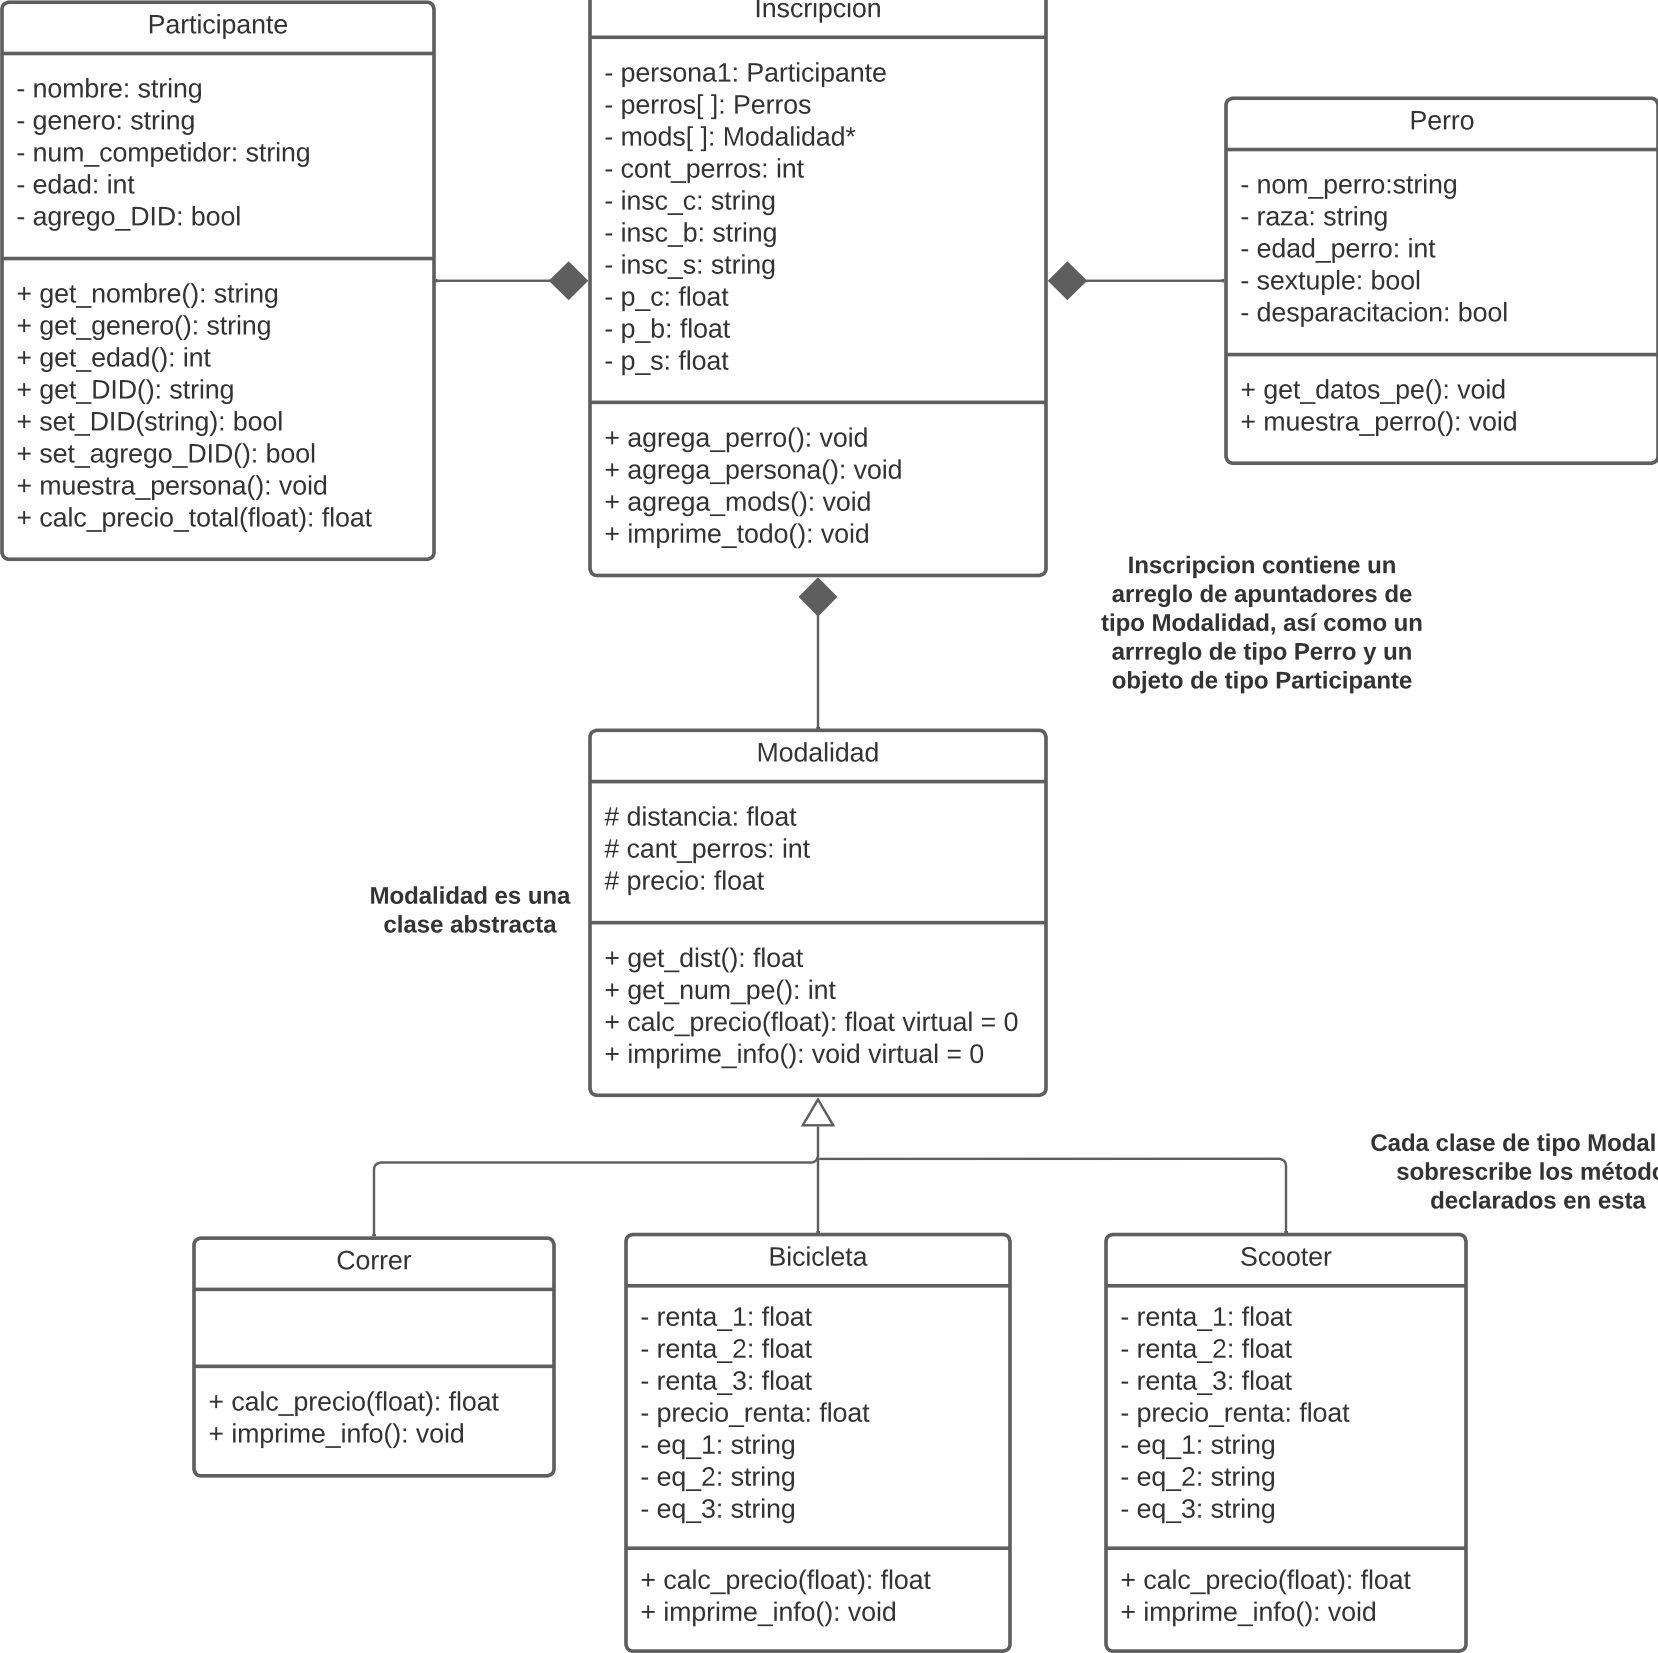 Participante
- nombre: string
- genero: string
- num_competidor: string
- edad: int
- agrego_DID: bool
+ get_nombre(): string
+ get_genero(): string
+ get_edad(): int
+ get_DID(): string
+ set_DID(string): bool
+ set_agrego_DID(): bool
+ muestra_persona(): void
+ calc_precio_total(float): float
Inscripcion
- persona1: Participante
- perros[ ]: Perros
- mods[ ]: Modalidad*
- cont_perros: int
- insc_c: string
- insc_b: string
- insc_s: string
- p_c: float
- p_b: float
- p_s: float
+ agrega_perro(): void
+ agrega_persona(): void
+ agrega_mods(): void
+ imprime_todo(): void
Perro
- nom_perro:string
- raza: string
- edad_perro: int
- sextuple: bool
- desparacitacion: bool
+ get_datos_pe(): void
+ muestra_perro(): void
Inscripcion contiene un
arreglo de apuntadores de
tipo Modalidad, así como un
arrreglo de tipo Perro y un
objeto de tipo Participante
Modalidad es una
clase abstracta
Modalidad
# distancia: float
# cant_perros: int
# precio: float
+ get_dist(): float
+ get_num_pe(): int
+ calc_precio(float): float virtual = 0
+ imprime_info(): void virtual = 0
Cada clase de tipo Modal
sobrescribe los método
declarados en esta
Correr
+ calc_precio(float): float
+ imprime_info(): void
Bicicleta
- renta_1: float
- renta_2: float
- renta_3: float
- precio_renta: float
- eq_1: string
- eq_2: string
- eq_3: string
+ calc_precio(float): float
+ imprime_info(): void
Scooter
- renta_1: float
- renta_2: float
- renta_3: float
- precio_renta: float
- eq_1: string
- eq_2: string
- eq_3: string
+ calc_precio(float): float
+ imprime_info(): void